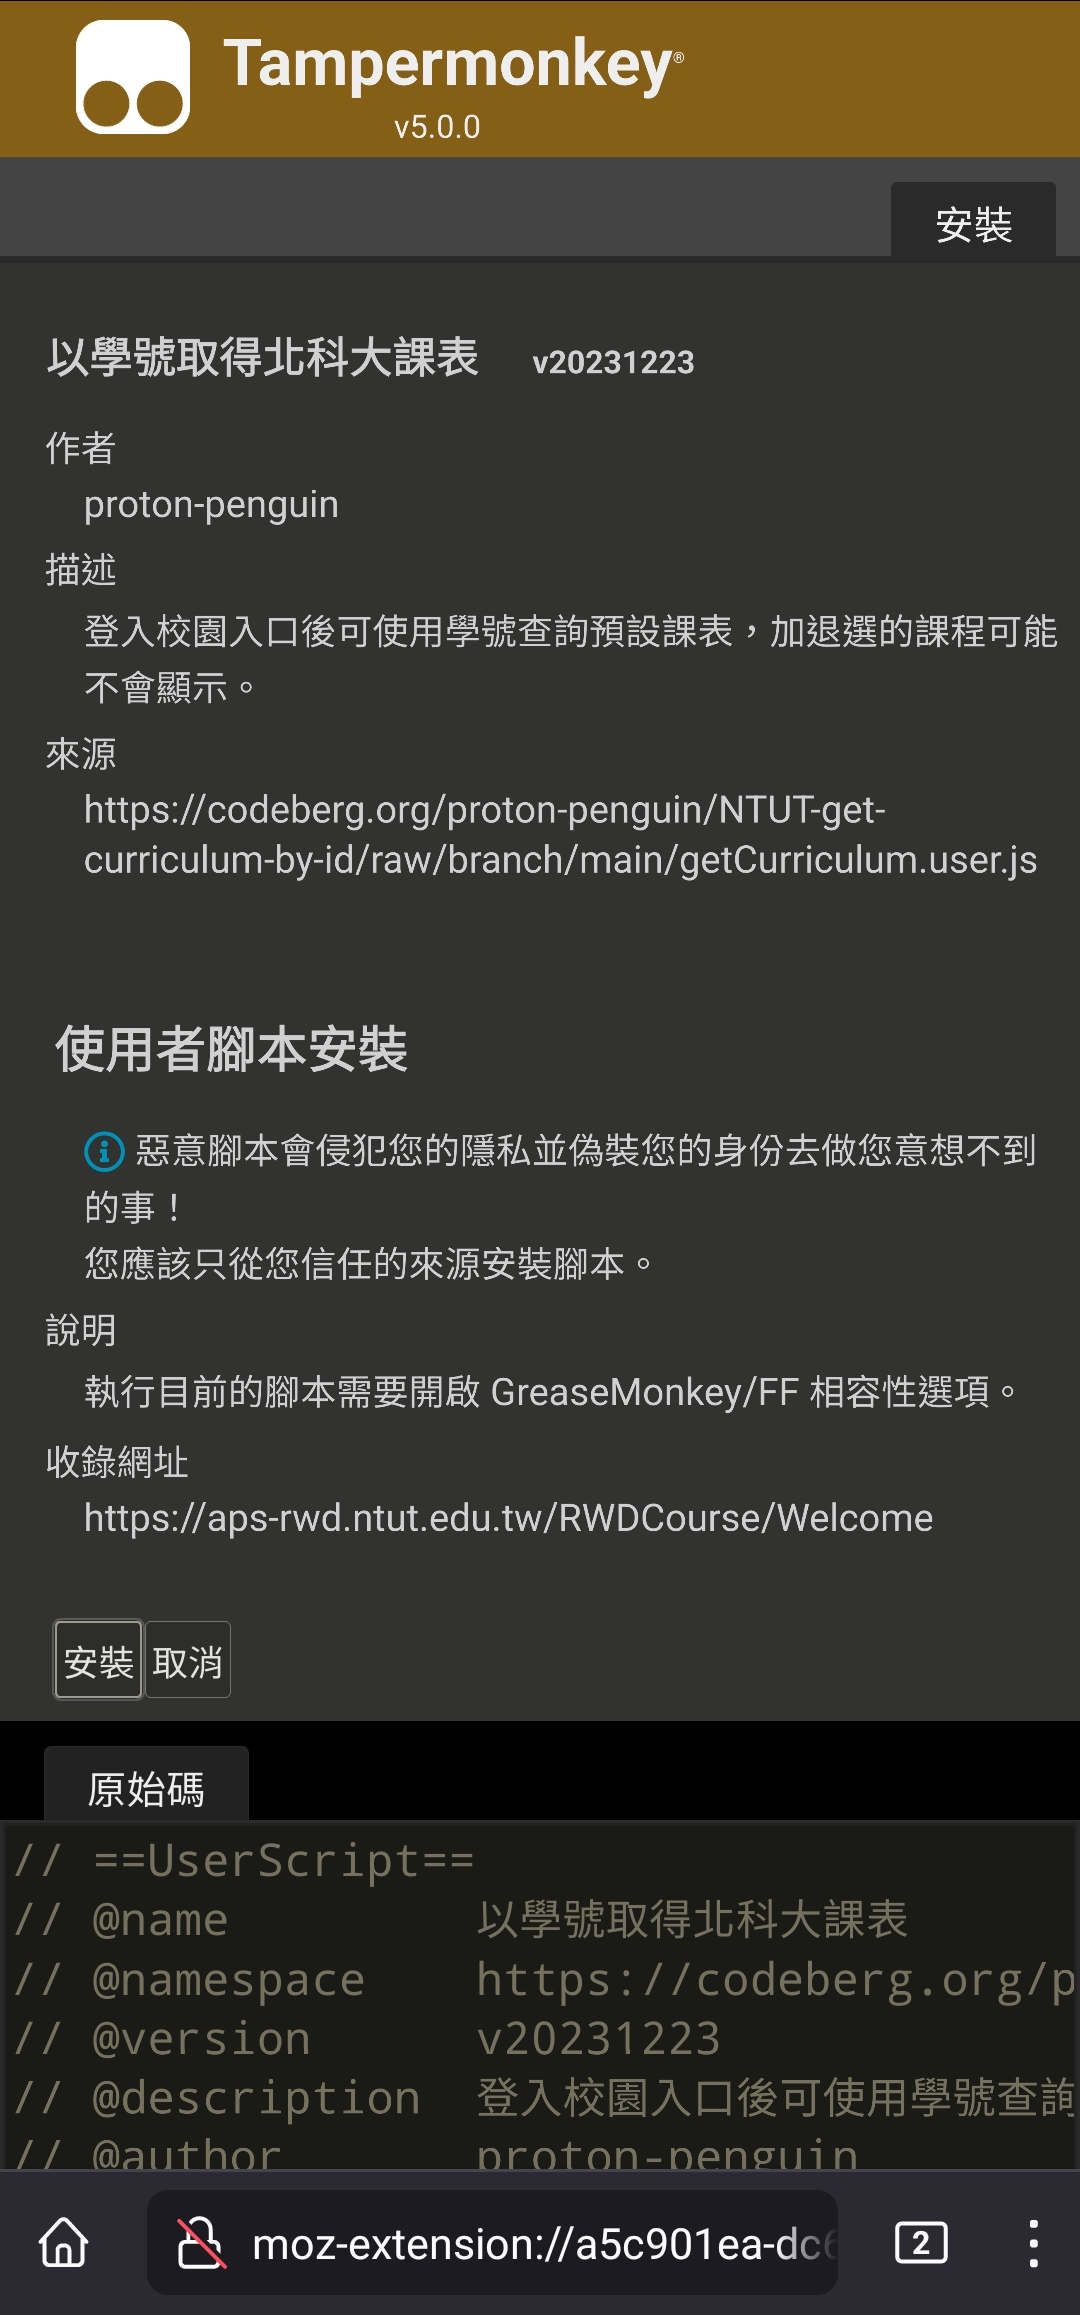 Tampermonkey®
v5.0.0
安裝
以學號取得北科大課表 v20231223
作者
proton-penguin
描述
登入校園入口後可使用學號查詢預設課表，加退選的課程可能
不會顯示。
來源
https://codeberg.org/proton-penguin/NTUT-get-
curriculum-by-id/raw/branch/main/getCurriculum.user.js
使用者腳本安裝
惡意腳本會侵犯您的隱私並偽裝您的身份去做您意想不到
的事！
您應該只從您信任的來源安裝腳本。
說明
執行目前的腳本需要開啟 GreaseMonkey/FF 相容性選項。
收錄網址
https://aps-rwd.ntut.edu.tw/RWDCourse/Welcome
安裝 取消
原始碼
// ==UserScript==
// @name 以學號取得北科大課表
// @namespace https://codeberg.org/p
// @version v20231223
// @description 登入校園入口後可使用學號查詢
// @author proton-penguin
moz-extension://a5c901ea-dc6
2